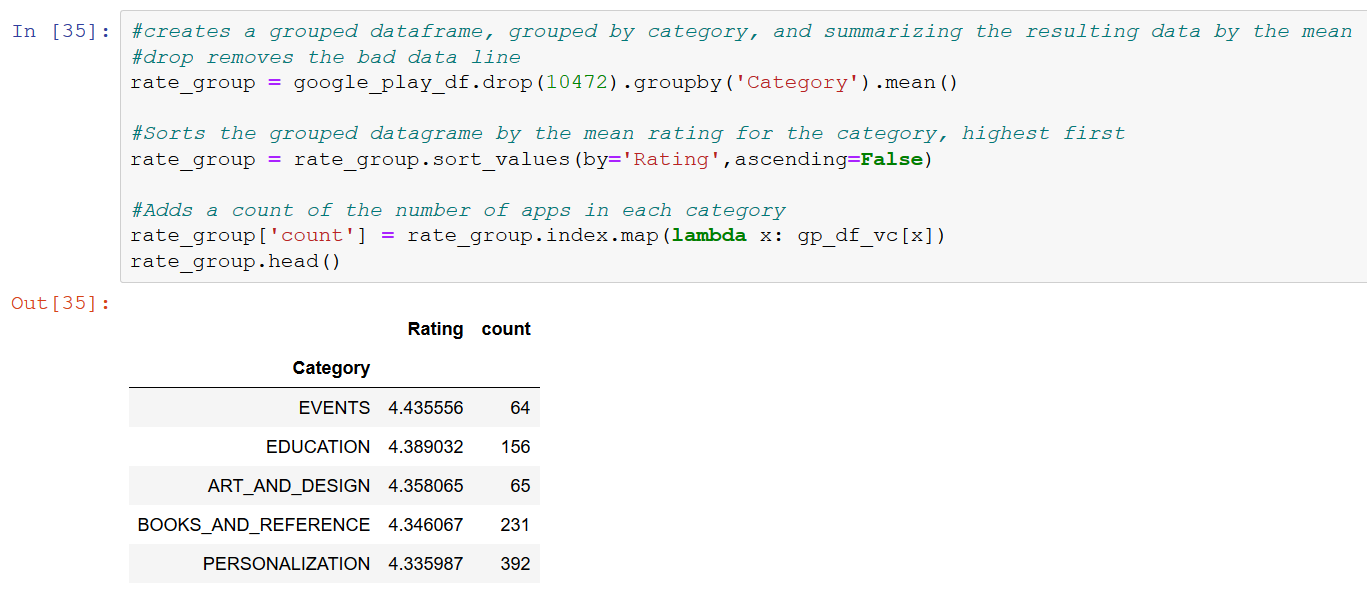 In [35]: #creates a grouped dataframe, grouped by category, and summarizing the resulting data by the mean
#drop removes the bad data line
rate_group = google_play_df.drop(10472).groupby('Category').mean()
#Sorts the grouped datagrame by the mean rating for the category, highest first
rate_group = rate_group.sort_values(by='Rating',ascending=False)
#Adds a count of the number of apps in each category
rate_group['count'] = rate_group.index.map(lambda x: gp_df_vc[x])
rate_group.head()
Out[35]:
Rating count
Category
EVENTS 4.435556 64
EDUCATION 4.389032 156
ART_AND_DESIGN 4.358065 65
BOOKS_AND_REFERENCE 4.346067 231
PERSONALIZATION 4.335987 392